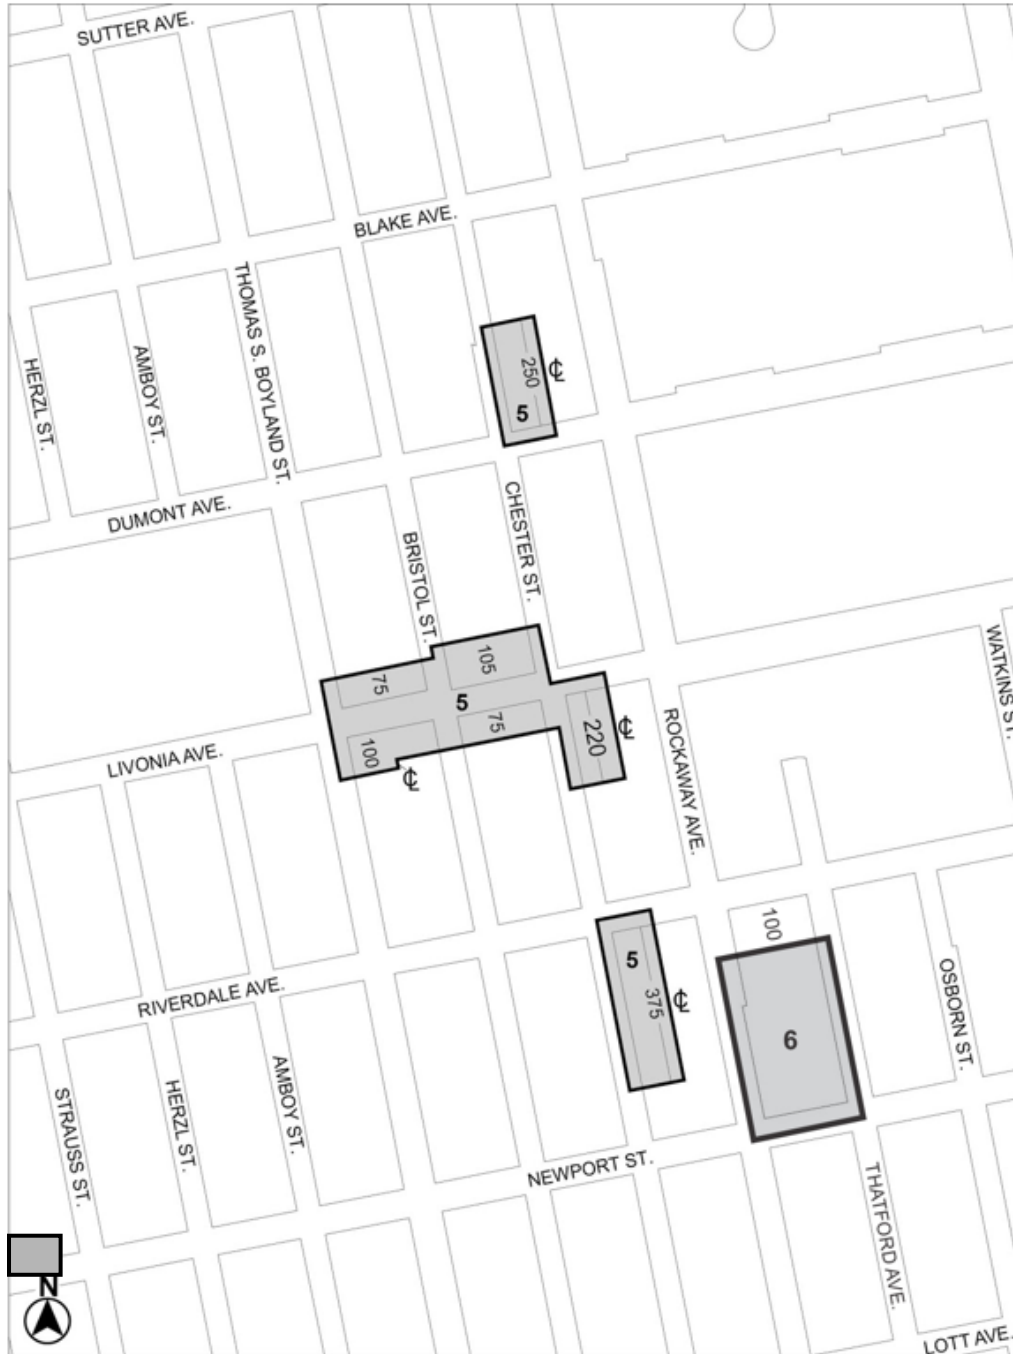 SUTTER AVE.
BLAKE AVE.
THOMAS S. BOYLAND ST.
HERZL ST.
AMBOY ST.
250
℄
5
DUMONT AVE.
CHESTER ST.
BRISTOL ST.
WATKINS ST.
105
75
5
75
100
℄
220
℄
LIVONIA AVE.
ROCKAWAY AVE.
100
5
375
℄
6
OSBORN ST.
RIVERDALE AVE.
STRAUSS ST.
HERZL ST.
AMBOY ST.
NEWPORT ST.
THATFORD AVE.
N
LOTT AVE.